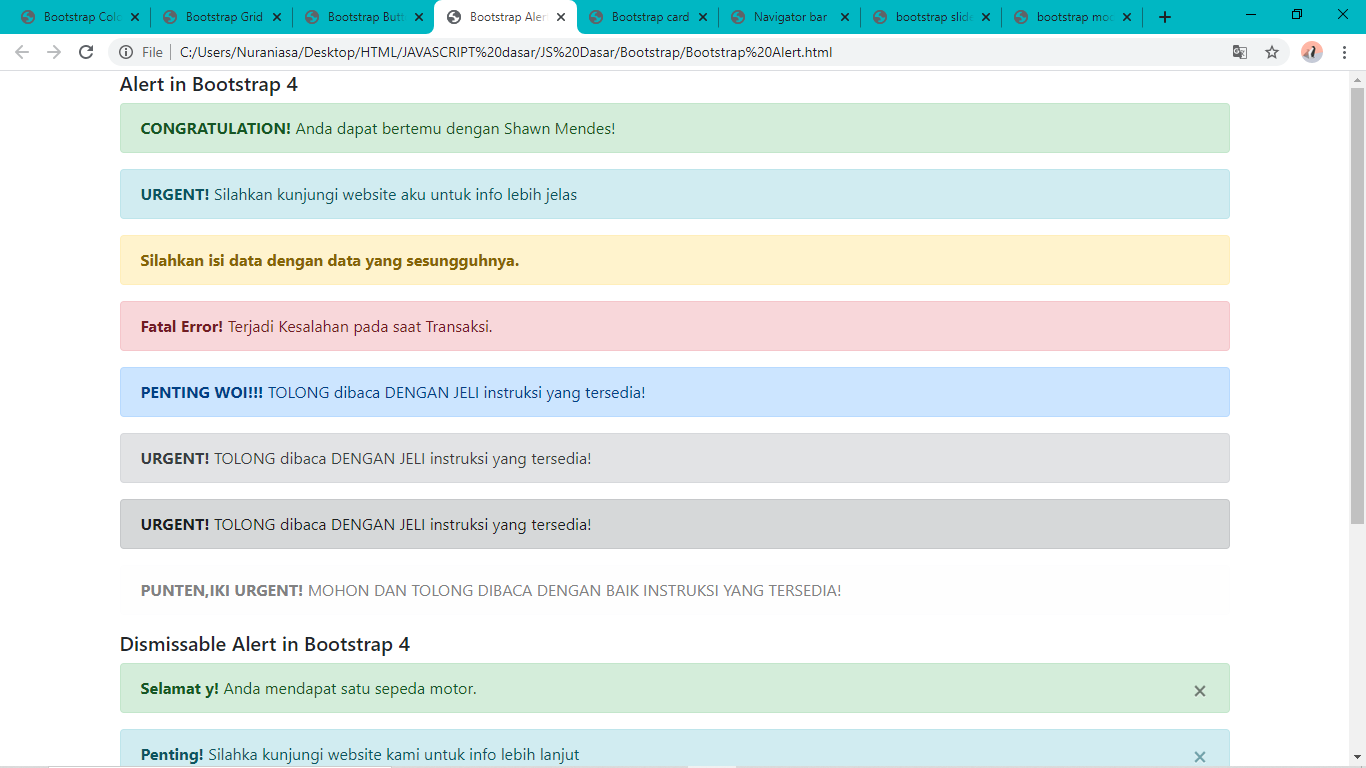 Bootstrap Colo
Bootstrap Grid
Bootstrap Butt
Bootstrap Aler
Bootstrap card
Navigator bar
bootstrap slide
bootstrap mod
File
C:/Users/Nuraniasa/Desktop/HTML/JAVASCRIPT%20dasar/JS%20Dasar/Bootstrap/Bootstrap%20Alert.html
Alert in Bootstrap 4
CONGRATULATION! Anda dapat bertemu dengan Shawn Mendes!
URGENT! Silahkan kunjungi website aku untuk info lebih jelas
Silahkan isi data dengan data yang sesungguhnya.
Fatal Error! Terjadi Kesalahan pada saat Transaksi.
PENTING WOI!!! TOLONG dibaca DENGAN JELI instruksi yang tersedia!
URGENT! TOLONG dibaca DENGAN JELI instruksi yang tersedia!
URGENT! TOLONG dibaca DENGAN JELI instruksi yang tersedia!
PUNTEN,IKI URGENT! MOHON DAN TOLONG DIBACA DENGAN BAIK INSTRUKSI YANG TERSEDIA!
Dismissable Alert in Bootstrap 4
Selamat y! Anda mendapat satu sepeda motor. ×
Penting! Silahka kunjungi website kami untuk info lebih lanjut ×